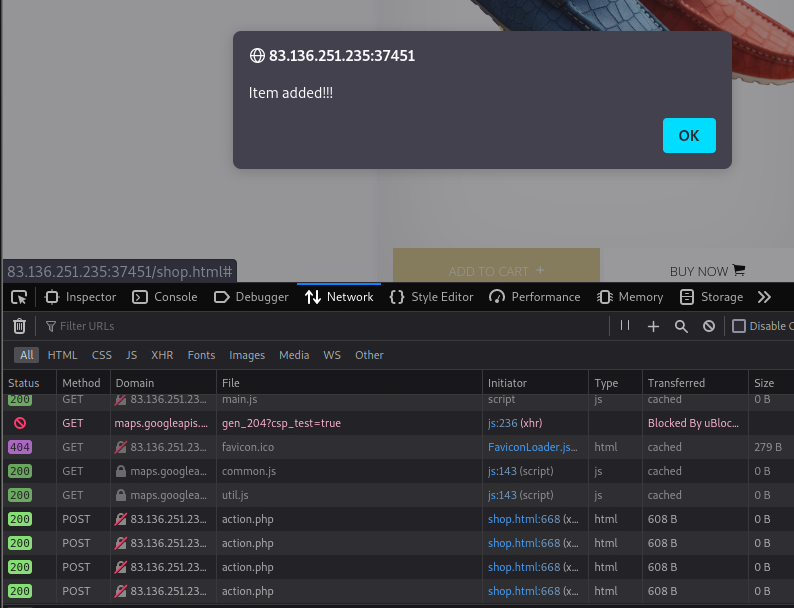 83.136.251.235:37451
Item added!!!
OK
83.136.251.235:37451/shop.html#
ADD TO CART +
BUY NOW
Inspector Console Debugger Network Style Editor Performance Memory Storage
Filter URLs
Disable C
All HTML CSS JS XHR Fonts Images Media WS Other
Status Method Domain File Initiator Type Transferred Size
200 GET 83.136.251.23... main.js script js cached 0 B
GET maps.googleapis.... gen_204?csp_test=true js:236 (xhr) Blocked By uBloc...
404 GET 83.136.251.23... favicon.ico FaviconLoader.js... html cached 279 B
200 GET maps.googlea... common.js js:143 (script) js cached 0 B
200 GET maps.googlea... util.js js:143 (script) js cached 0 B
200 POST 83.136.251.23... action.php shop.html:668 (x... html 608 B 0 B
200 POST 83.136.251.23... action.php shop.html:668 (x... html 608 B 0 B
200 POST 83.136.251.23... action.php shop.html:668 (x... html 608 B 0 B
200 POST 83.136.251.23... action.php shop.html:668 (x... html 608 B 0 B